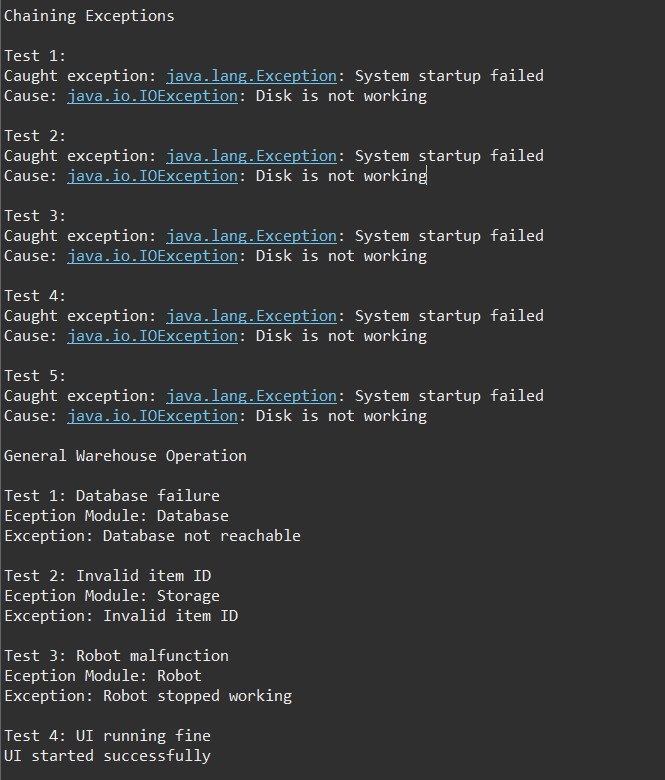 Chaining Exceptions
Test 1:
Caught exception: java.lang.Exception: System startup failed
Cause: java.io.IOException: Disk is not working
Test 2:
Caught exception: java.lang.Exception: System startup failed
Cause: java.io.IOException: Disk is not working
Test 3:
Caught exception: java.lang.Exception: System startup failed
Cause: java.io.IOException: Disk is not working
Test 4:
Caught exception: java.lang.Exception: System startup failed
Cause: java.io.IOException: Disk is not working
Test 5:
Caught exception: java.lang.Exception: System startup failed
Cause: java.io.IOException: Disk is not working
General Warehouse Operation
Test 1: Database failure
Eception Module: Database
Exception: Database not reachable
Test 2: Invalid item ID
Eception Module: Storage
Exception: Invalid item ID
Test 3: Robot malfunction
Eception Module: Robot
Exception: Robot stopped working
Test 4: UI running fine
UI started successfully